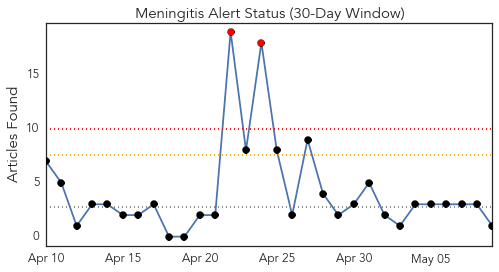 Meningitis Alert Status (30-Day Window)
Articles Found
15
10
5
0
Apr 10 Apr 15 Apr 20 Apr 25 Apr 30 May 05